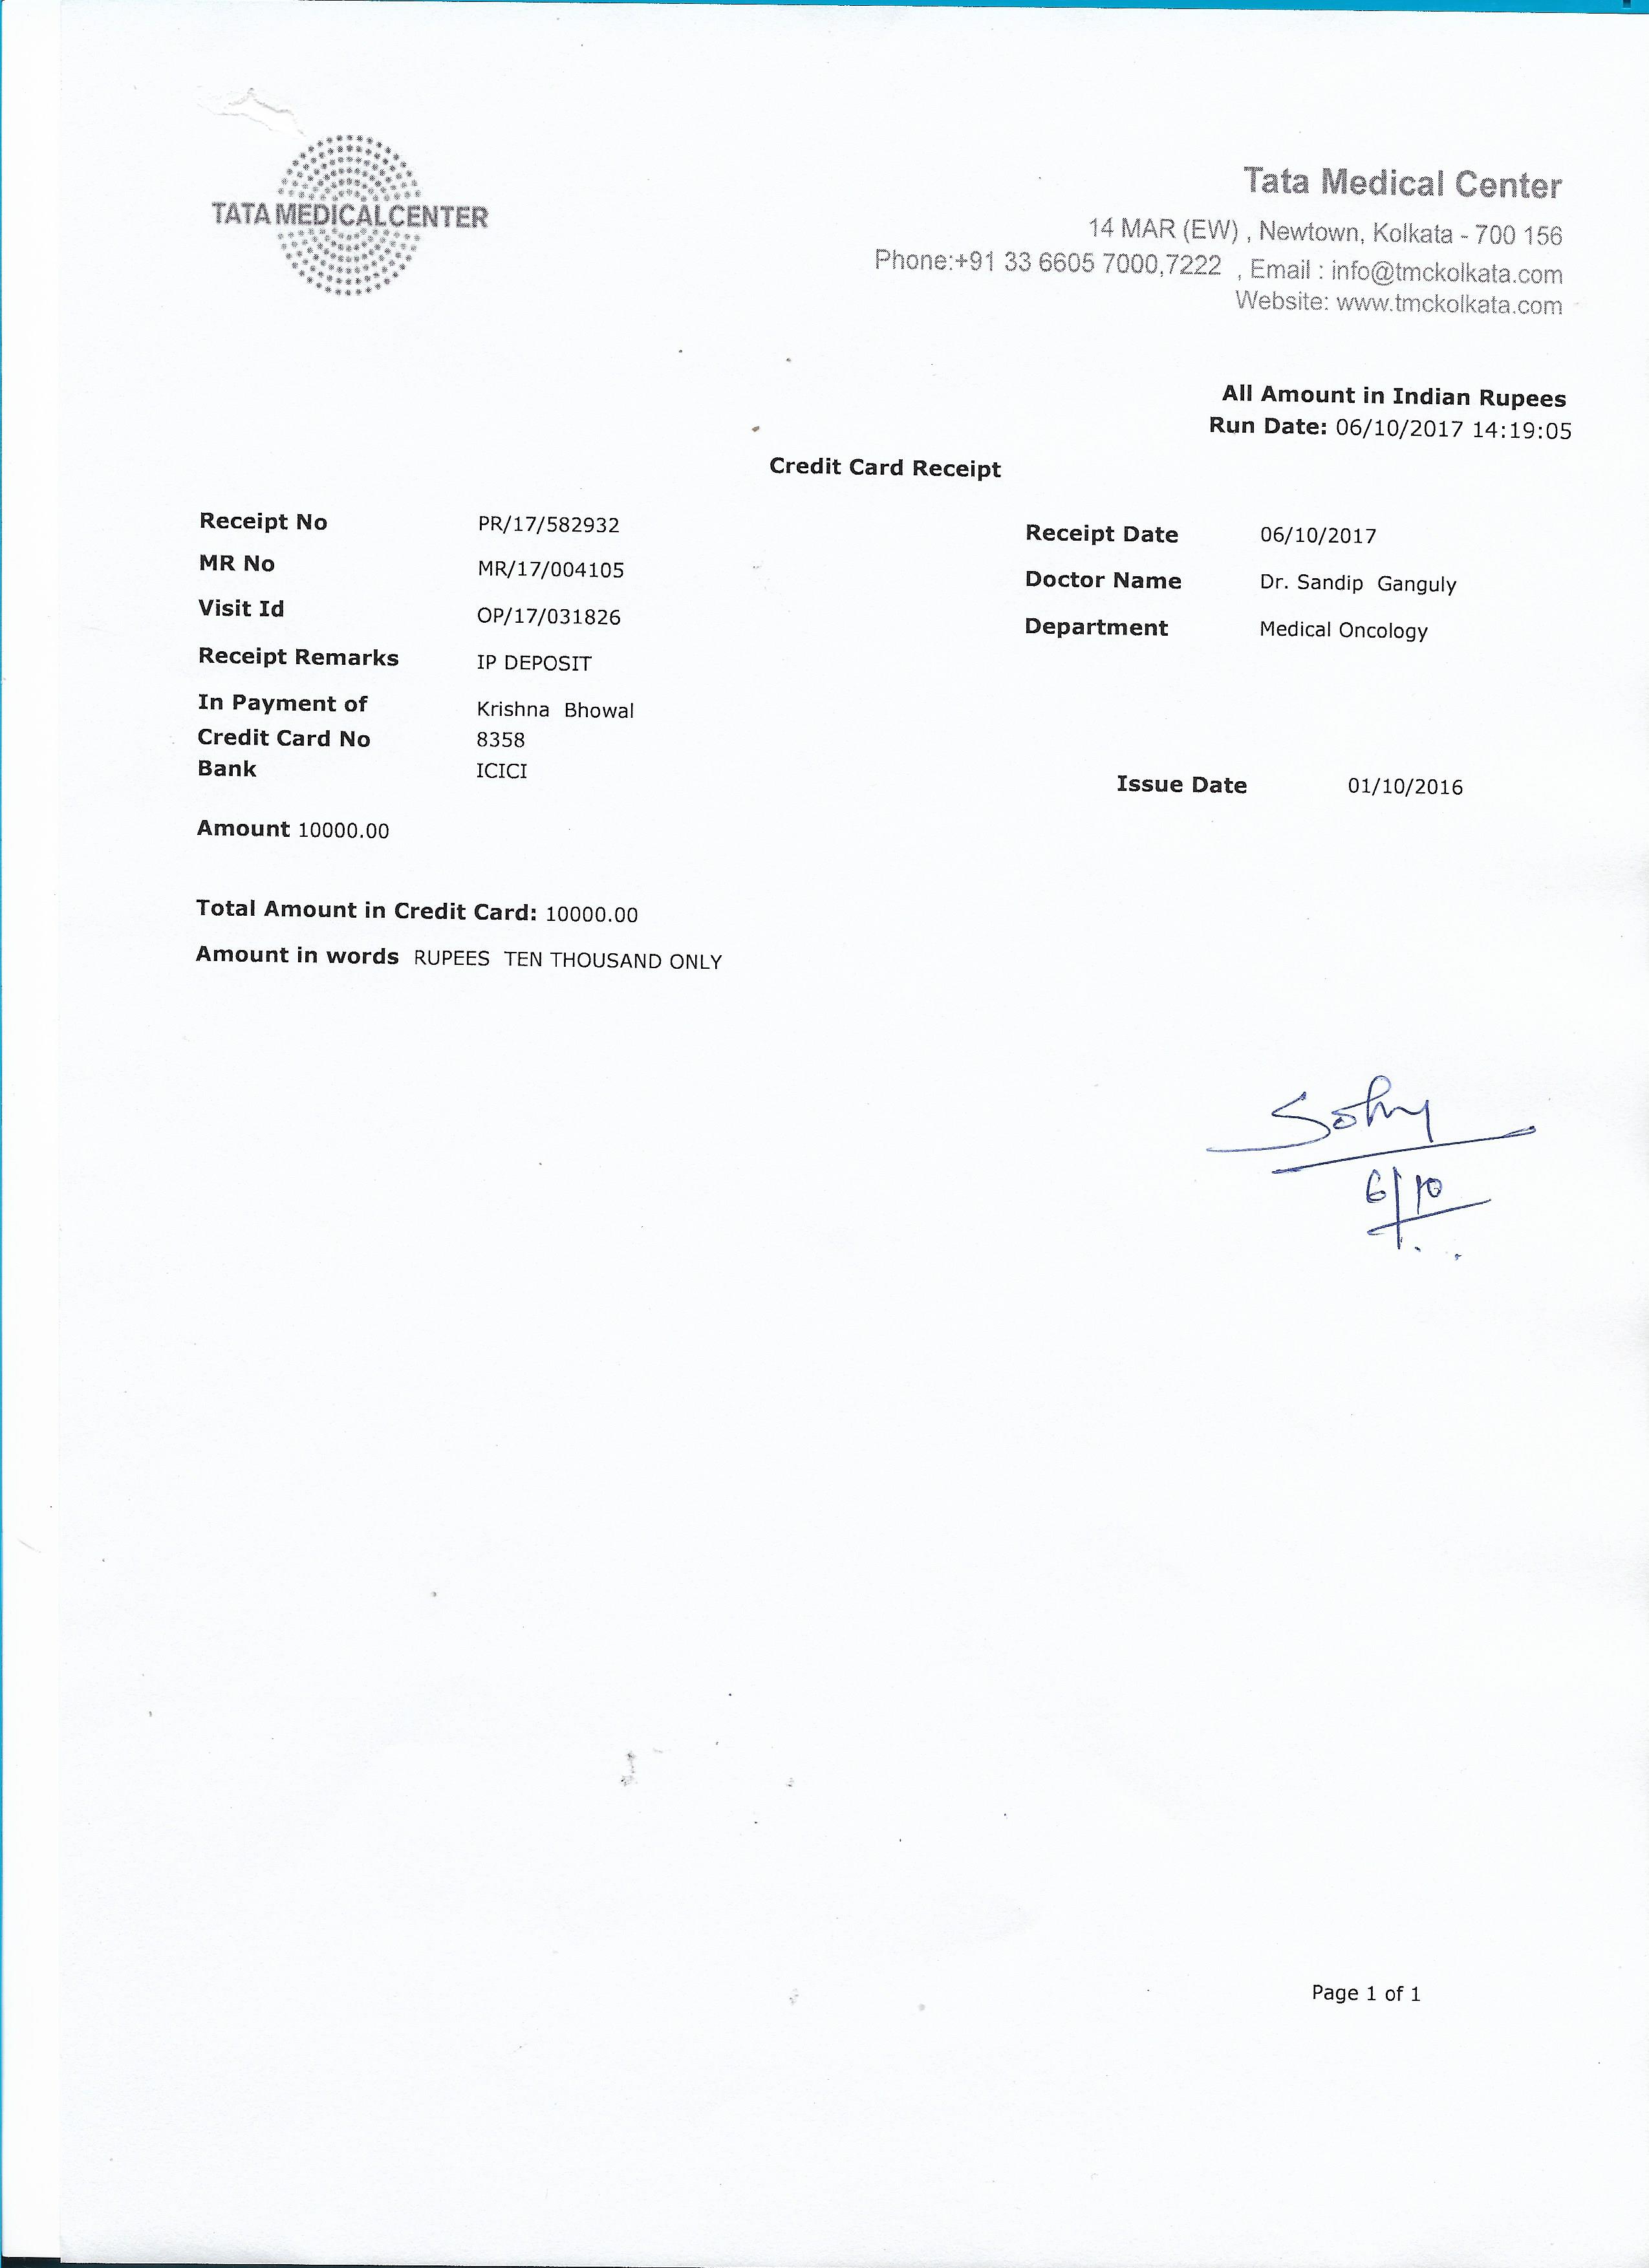 TATA MEDICAL CENTER
Tata Medical Center
14 MAR (EW) , Newtown, Kolkata - 700 156
Phone:+91 33 6605 7000,7222 , Email : info@tmckolkata.com
Website: www.tmckolkata.com
All Amount in Indian Rupees
Run Date: 06/10/2017 14:19:05
Credit Card Receipt
Receipt No PR/17/582932 Receipt Date 06/10/2017
MR No MR/17/004105 Doctor Name Dr. Sandip Ganguly
Visit Id OP/17/031826 Department Medical Oncology
Receipt Remarks IP DEPOSIT
In Payment of Krishna Bhowal
Credit Card No 8358
Bank ICICI Issue Date 01/10/2016
Amount 10000.00
Total Amount in Credit Card: 10000.00
Amount in words RUPEES TEN THOUSAND ONLY
6/10
Page 1 of 1